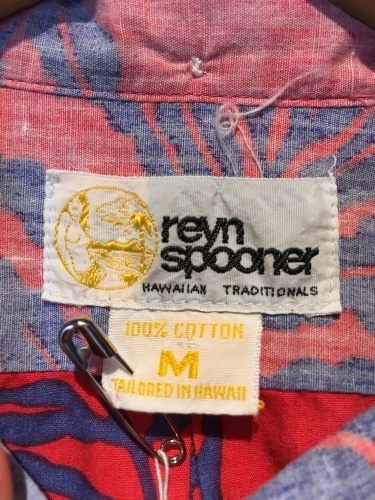 reyn
spooner
HAWAIIAN TRADITIONALS
100% COTTON
M
TAILORED IN HAWAII